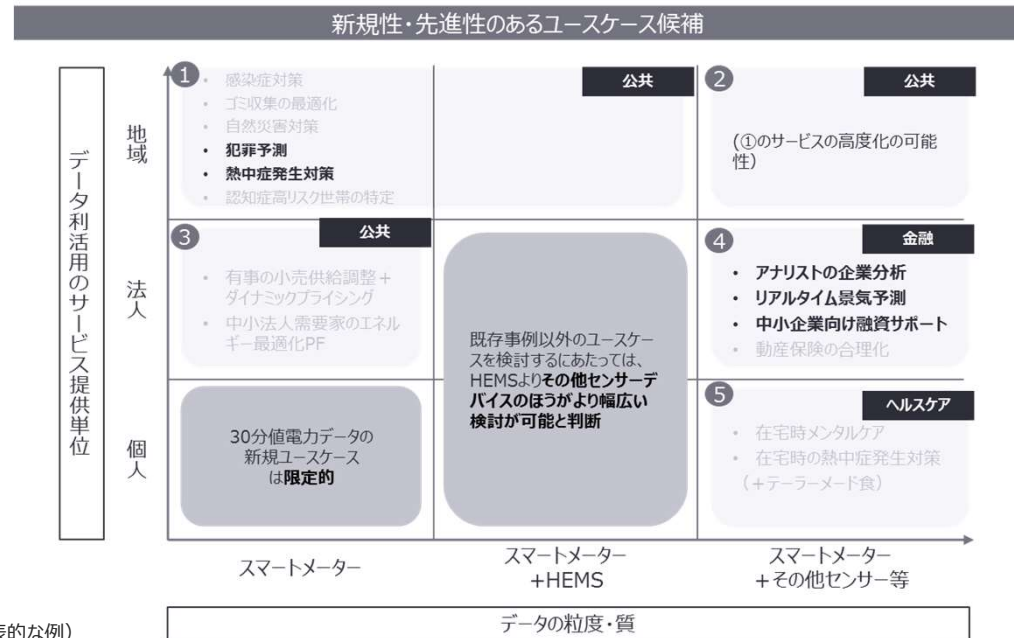 新規性・先進性のあるユースケース候補
データ利活用のサービス提供単位
地域
法人
個人
1
公共
• 感染症対策
• ゴミ収集の最適化
• 自然災害対策
• 犯罪予測
• 熱中症発生対策
• 認知症高リスク世帯の特定
2
公共
(①のサービスの高度化の可能
性)
3
公共
• 有事の小売供給調整+
ダイナミックプライシング
• 中小法人需要家のエネル
ギー最適化PF
既存事例以外のユースケー
スを検討するにあたっては、
HEMSよりその他センサーデ
バイスのほうがより幅広い
検討が可能と判断
4
金融
• アナリストの企業分析
• リアルタイム景気予測
• 中小企業向け融資サポート
• 動産保険の合理化
30分値電力データの
新規ユースケース
は限定的
5
ヘルスケア
• 在宅時メンタルケア
• 在宅時の熱中症発生対策
(+テーラーメード食)
スマートメーター
スマートメーター
+HEMS
スマートメーター
+その他センサー等
データの粒度・質
表的な例)